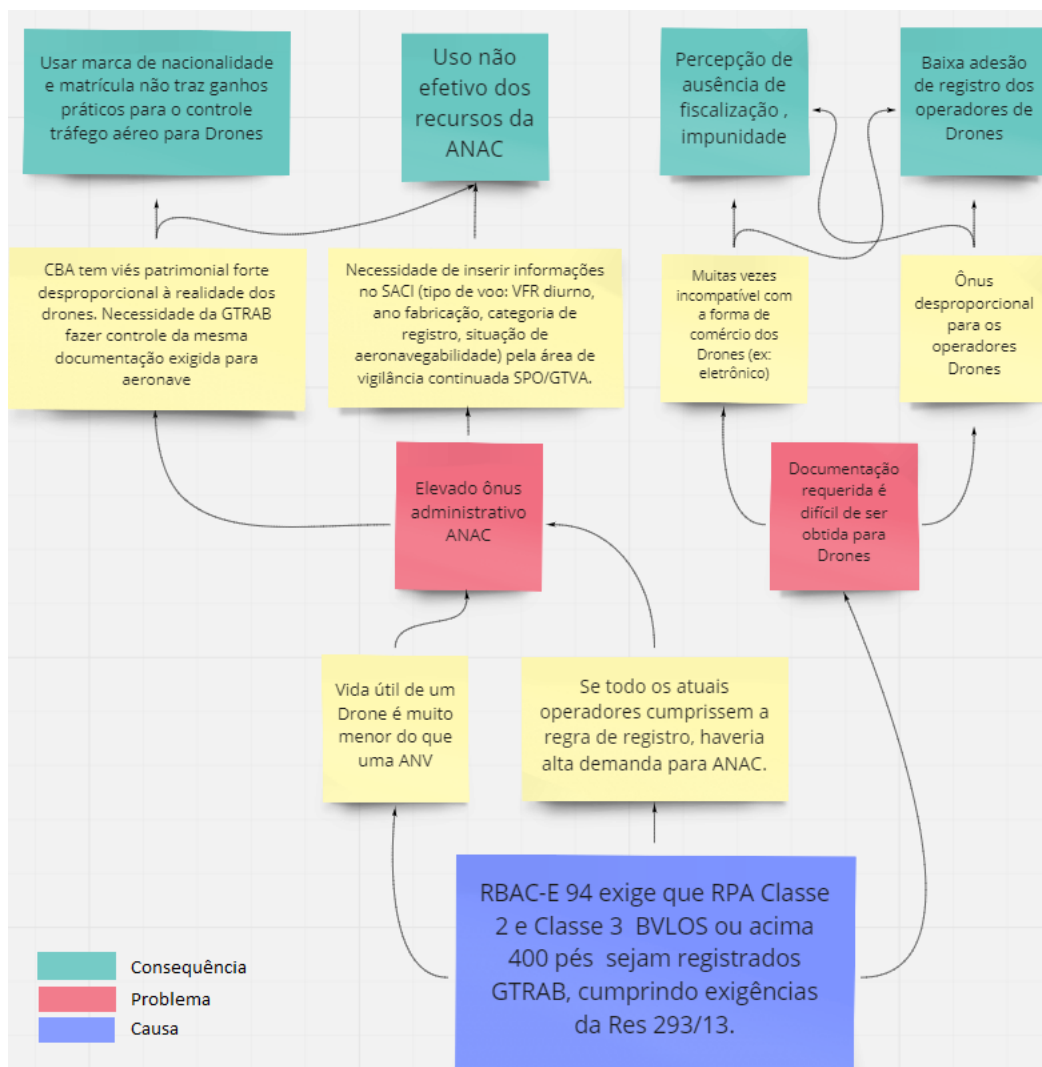 Usar marca de nacionalidade
e matrícula não traz ganhos
práticos para o controle
tráfego aéreo para Drones
Uso não
efetivo dos
recursos da
ANAC
Percepção de
ausência de
fiscalização ,
impunidade
Baixa adesão
de registro dos
operadores de
Drones
CBA tem viés patrimonial forte
desproporcional à realidade dos
drones. Necessidade da GTRAB
fazer controle da mesma
documentação exigida para
aeronave
Necessidade de inserir informações
no SACI (tipo de voo: VFR diurno,
ano fabricação, categoria de
registro, situação de
aeronavegabilidade) pela área de
vigilância continuada SPO/GTVA.
Muitas vezes
incompatível com
a forma de
comércio dos
Drones (ex:
eletrônico)
Ônus
desproporcional
para os
operadores
Drones
Elevado ônus
administrativo
ANAC
Documentação
requerida é
difícil de ser
obtida para
Drones
Vida útil de um
Drone é muito
menor do que
uma ANV
Se todo os atuais
operadores cumprissem a
regra de registro, haveria
alta demanda para ANAC.
RBAC-E 94 exige que RPA Classe
2 e Classe 3 BVLOS ou acima
400 pés sejam registrados
GTRAB, cumprindo exigências
da Res 293/13.
Consequência
Problema
Causa